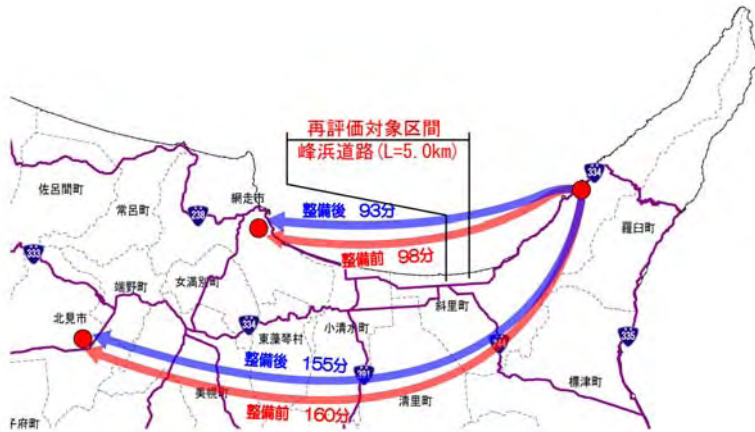 再評価対象区間
峰浜道路(L=5.0km)
334
佐呂間町
常呂町
網走市
238
整備後 93分
羅臼町
333
整備前 98分
端野町
女満別町
斜里町
北見市
334
小清水町
東藻琴村
244
335
整備後 155分
391
標津町
美幌町
清里町
整備前 160分
子府町